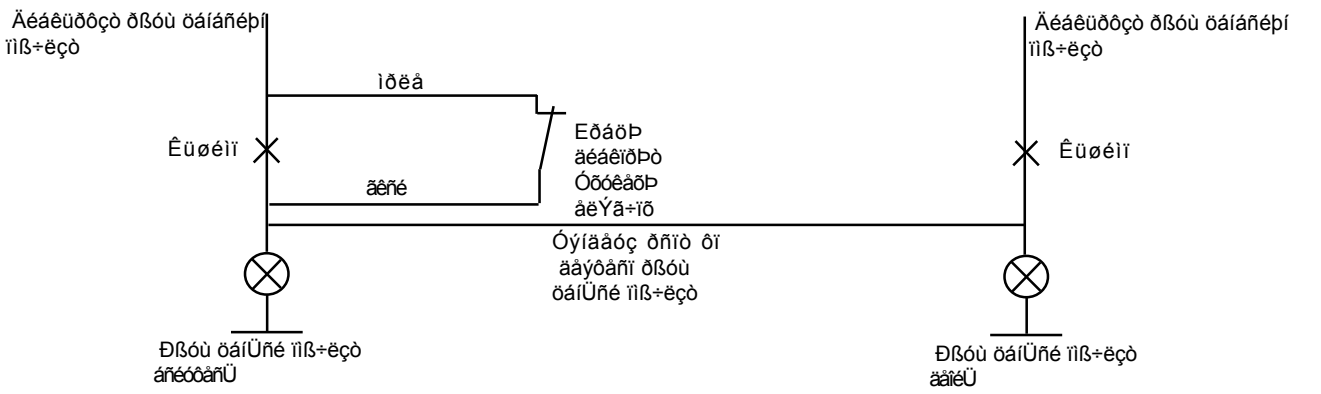 Äéáêüðôçò ðßóù öáíáñéþí
ïìß÷ëçò
Äéáêüðôçò ðßóù öáíáñéþí
ïìß÷ëçò
ìðëå
Êüøéìï
EðáöÞ
äéáêïðÞò
ÓõóêåõÞ
åëÝã÷ïõ
Êüøéìï
ãêñé
Óýíäåóç ðñïò ôï
äåýôåñï ðßóù
öáíÜñé ïìß÷ëçò
Ðßóù öáíÜñé ïìß÷ëçò
áñéóôåñÜ
Ðßóù öáíÜñé ïìß÷ëçò
äåîéÜ